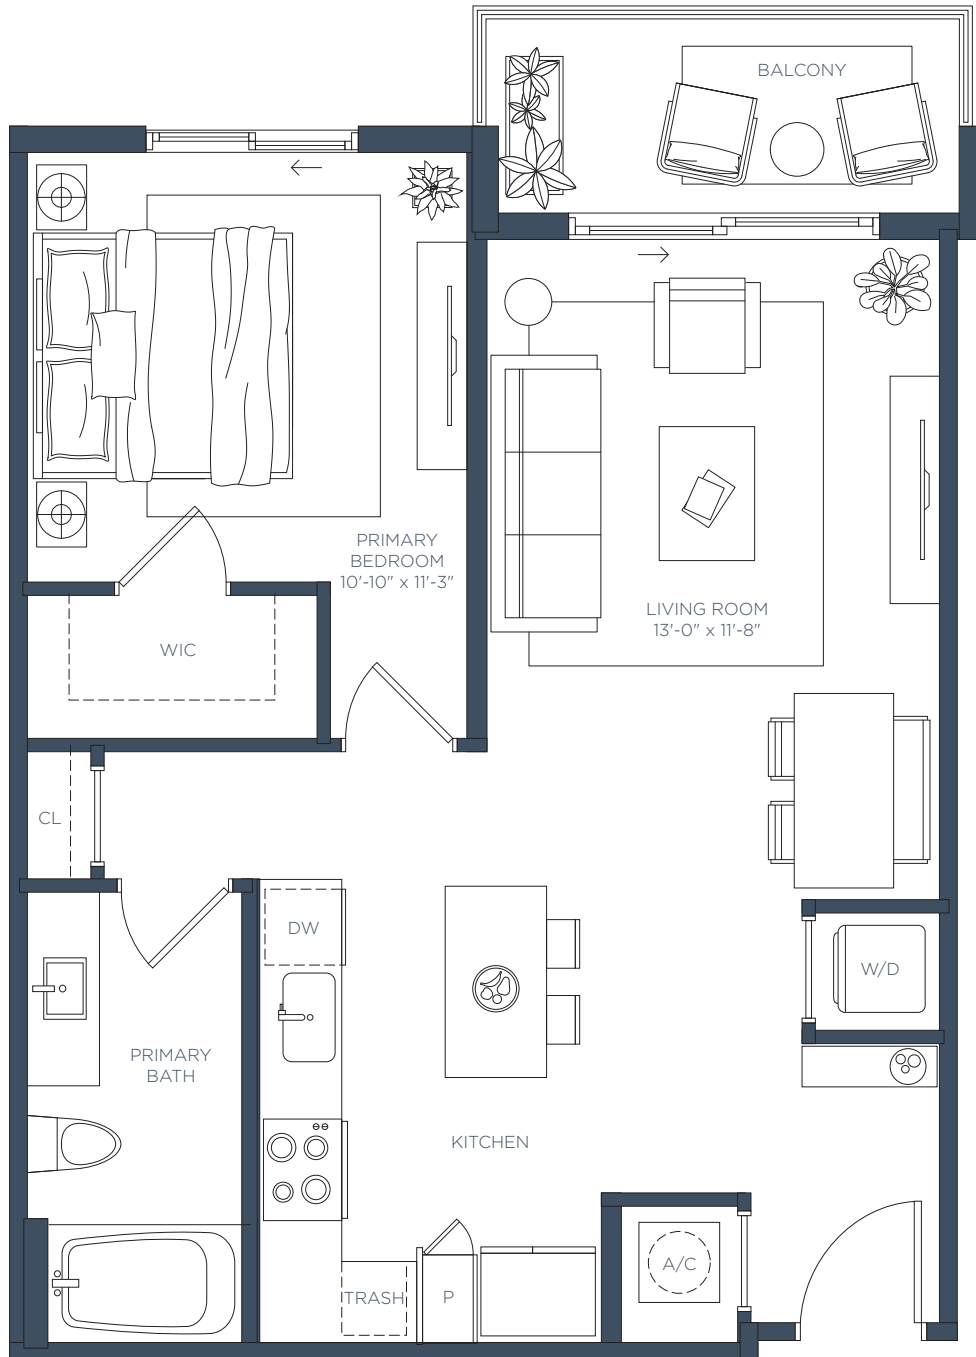 BALCONY
PRIMARY
BEDROOM
10'-10" x 11'-3"
LIVING ROOM
13'-0" x 11'-8"
WIC
CL
DW
W/D
PRIMARY
BATH
KITCHEN
A/C
TRASH
P